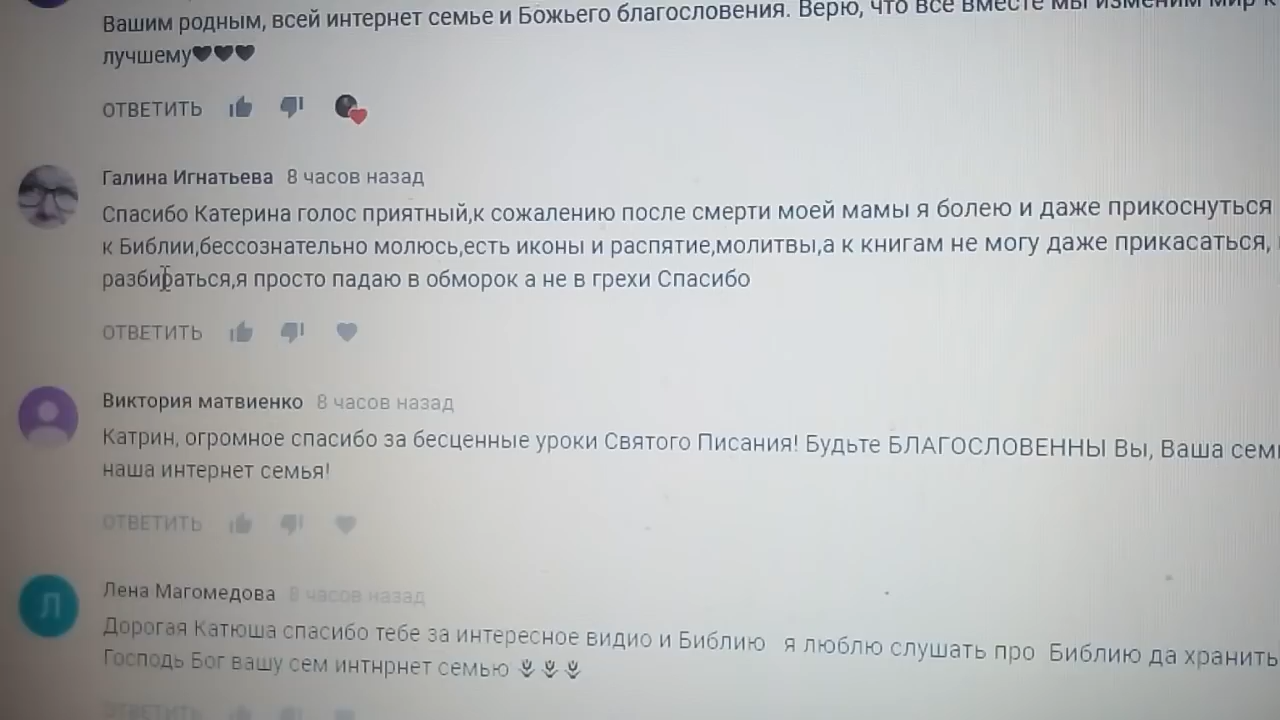 Вашим родным, всей интернет семье и Божьего благословения. Верю, что все вместе мы изменим мир к
лучшему🖤🖤🖤
ОТВЕТИТЬ
Галина Игнатьева 8 часов назад
Спасибо Катерина голос приятный,к сожалению после смерти моей мамы я болею и даже прикоснуться
к Библии,бессознательно молюсь,есть иконы и распятие,молитвы,а к книгам не могу даже прикасаться,
разбираться,я просто падаю в обморок а не в грехи Спасибо
ОТВЕТИТЬ
Виктория матвиенко 8 часов назад
Катрин, огромное спасибо за бесценные уроки Святого Писания! Будьте БЛАГОСЛОВЕННЫ Вы, Ваша
наша интернет семья!
ОТВЕТИТЬ
Л
Лена Магомедова 8 часов назад
Дорогая Катюша спасибо тебе за интересное видио и Библию я люблю слушать про Библию да хранить
Господь Бог вашу сем интнрнет семью⚘⚘⚘
ОТВЕТИТЬ